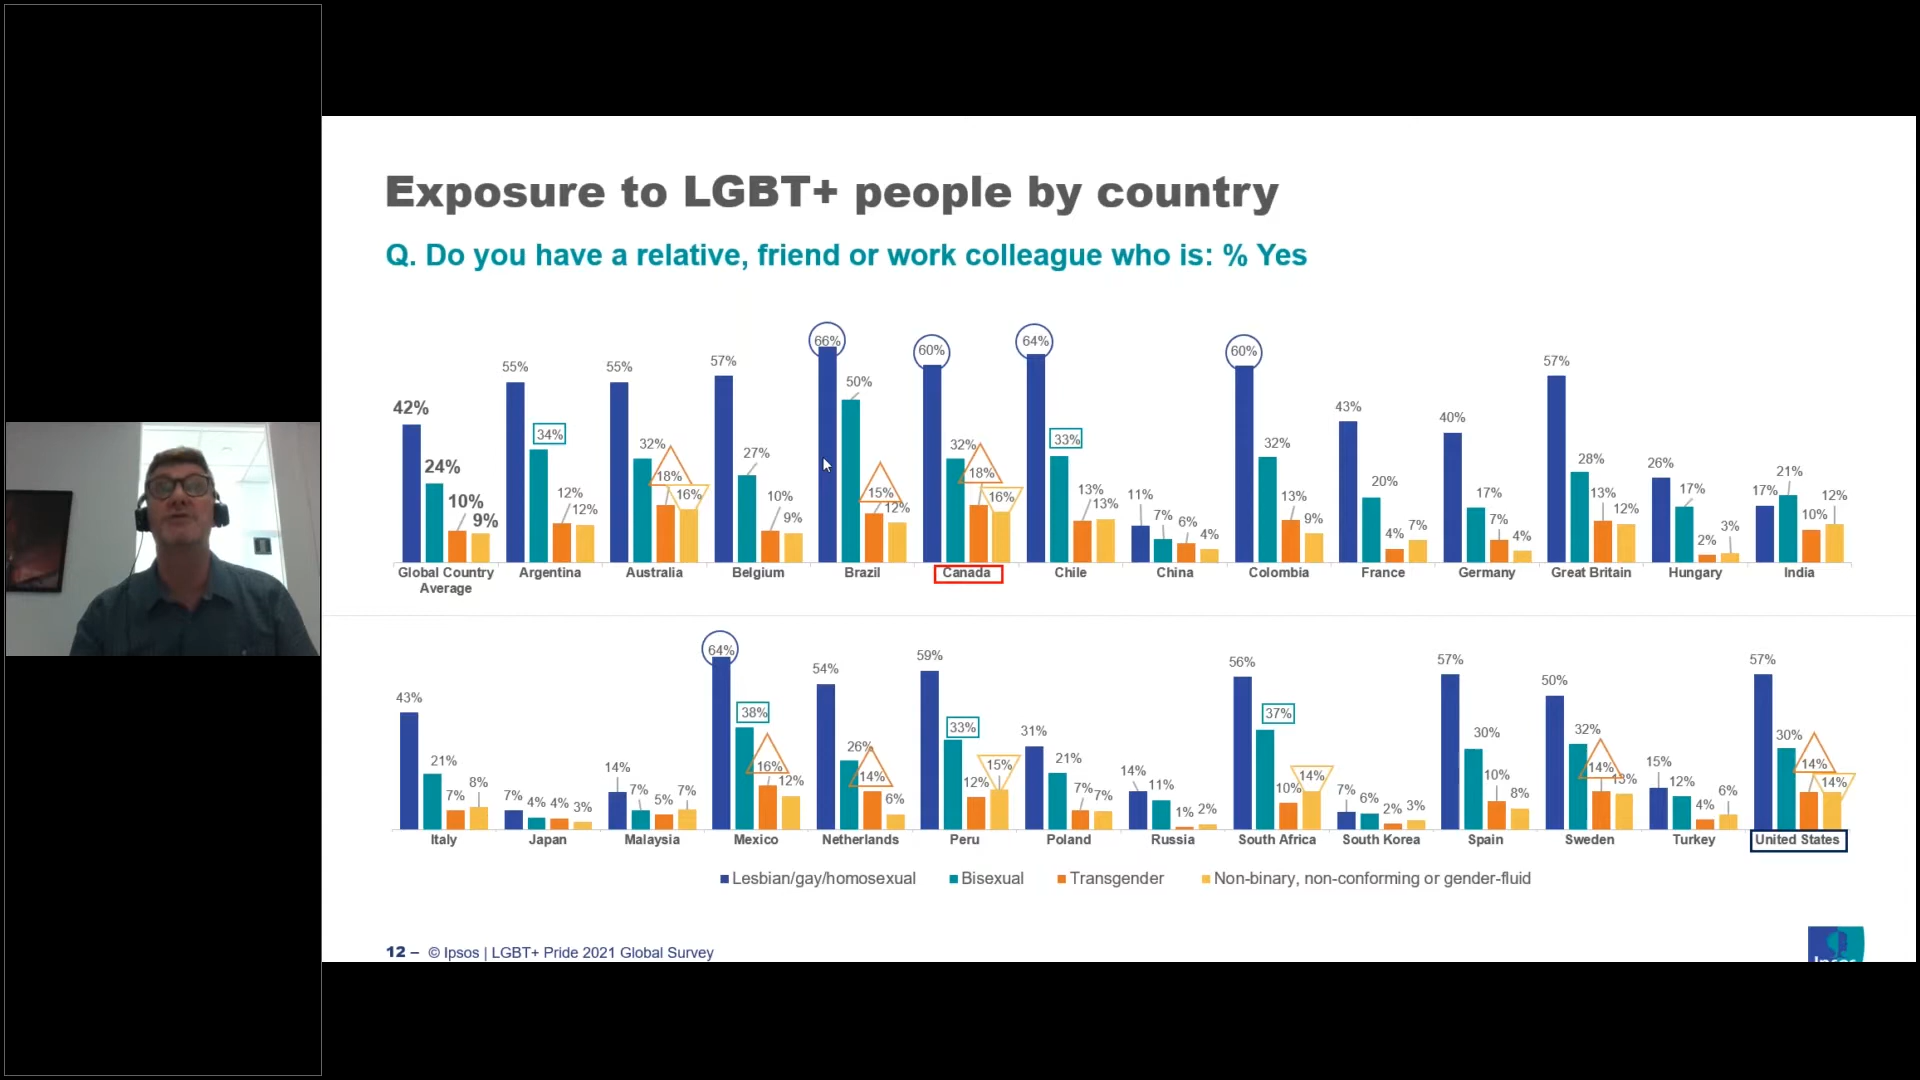 Exposure to LGBT+ people by country
Q. Do you have a relative, friend or work colleague who is: % Yes
42% 24% 10% 9%
55% 34% 12% 12%
55% 32% 18% 16%
57% 27% 10% 9%
66% 50% 15% 12%
60% 32% 18% 16%
64% 33% 13% 13%
11% 7% 6% 4%
60% 32% 13% 9%
43% 20% 4% 7%
40% 17% 7% 4%
57% 28% 13% 12%
26% 17% 2% 3%
17% 21% 10% 12%
Global Country Argentina Australia Belgium Brazil Canada Chile China Colombia France Germany Great Britain Hungary India
Average
43% 21% 7% 8%
7% 4% 4% 3%
14% 7% 5% 7%
64% 38% 16% 12%
54% 26% 14% 6%
59% 33% 12% 15%
31% 21% 7% 7%
14% 11% 1% 2%
56% 37% 10% 14%
7% 6% 2% 3%
57% 30% 10% 8%
50% 32% 14% 13%
15% 12% 4% 6%
57% 30% 14% 14%
Italy Japan Malaysia Mexico Netherlands Peru Poland Russia South Africa South Korea Spain Sweden Turkey United States
Lesbian/gay/homosexual Bisexual Transgender Non-binary, non-conforming or gender-fluid
12 – © Ipsos | LGBT+ Pride 2021 Global Survey
Ipsos